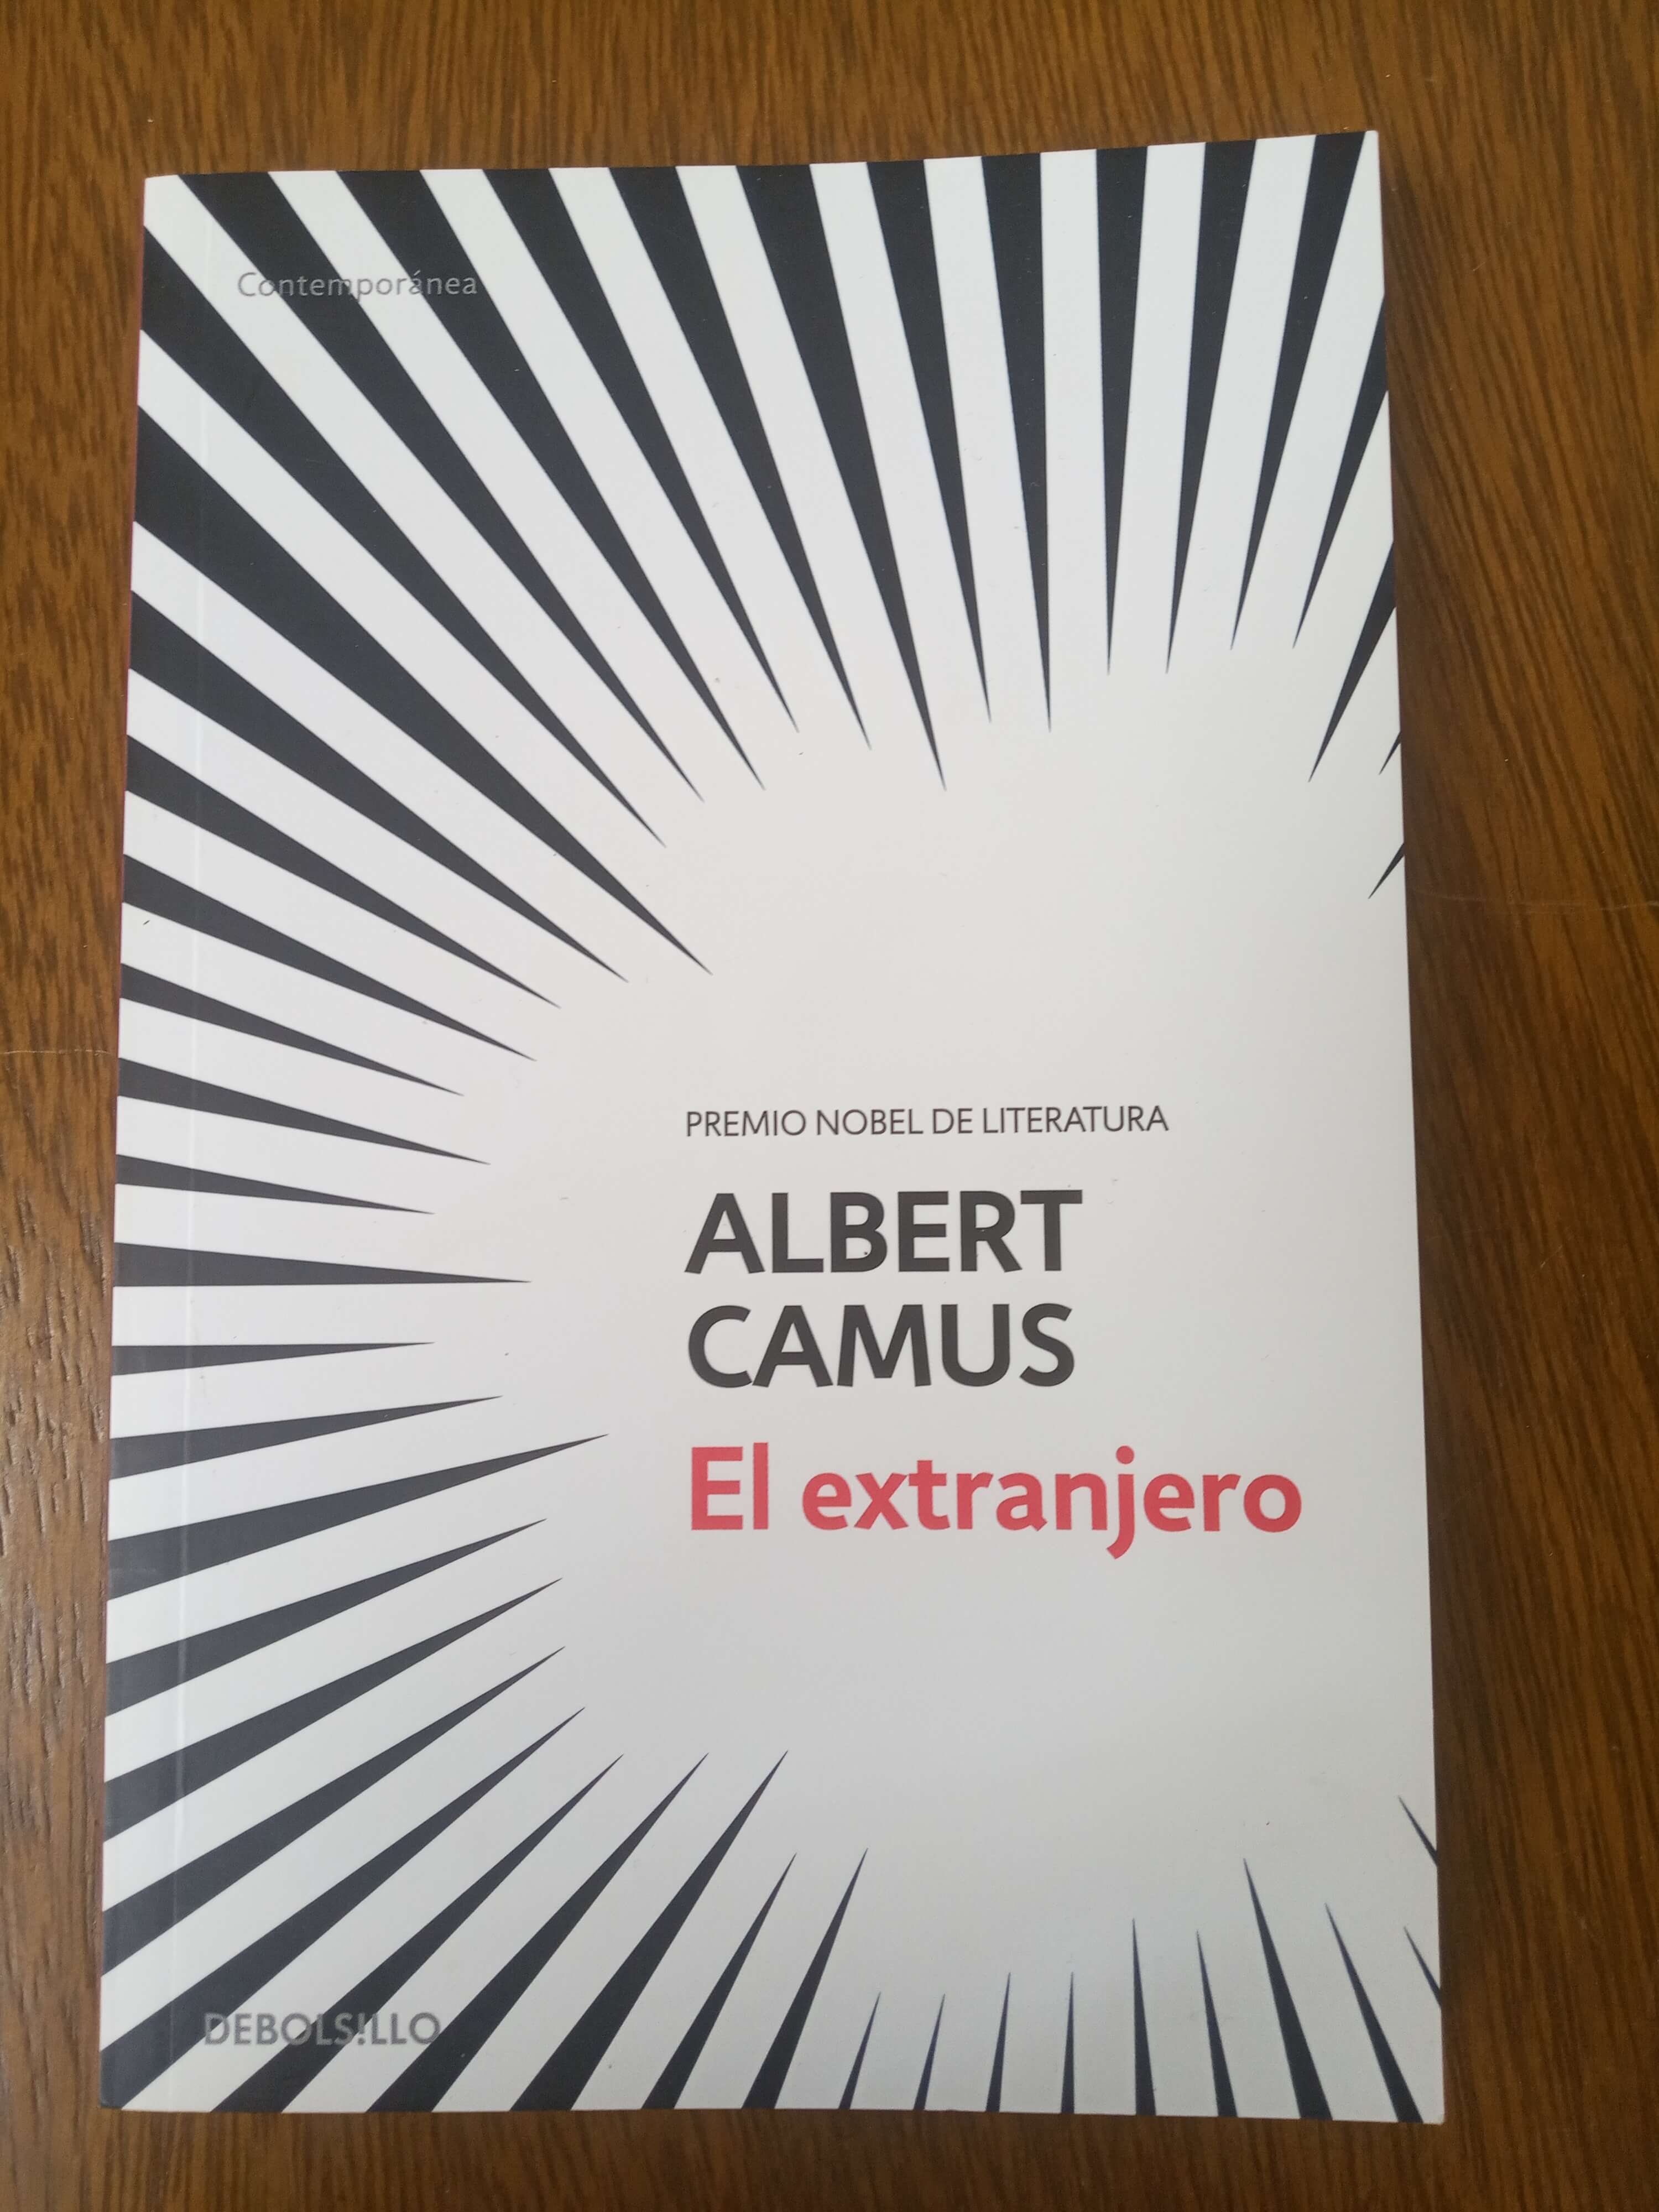 Contemporánea
PREMIO NOBEL DE LITERATURA
ALBERT
CAMUS
El extranjero
DEBOLS!LLO